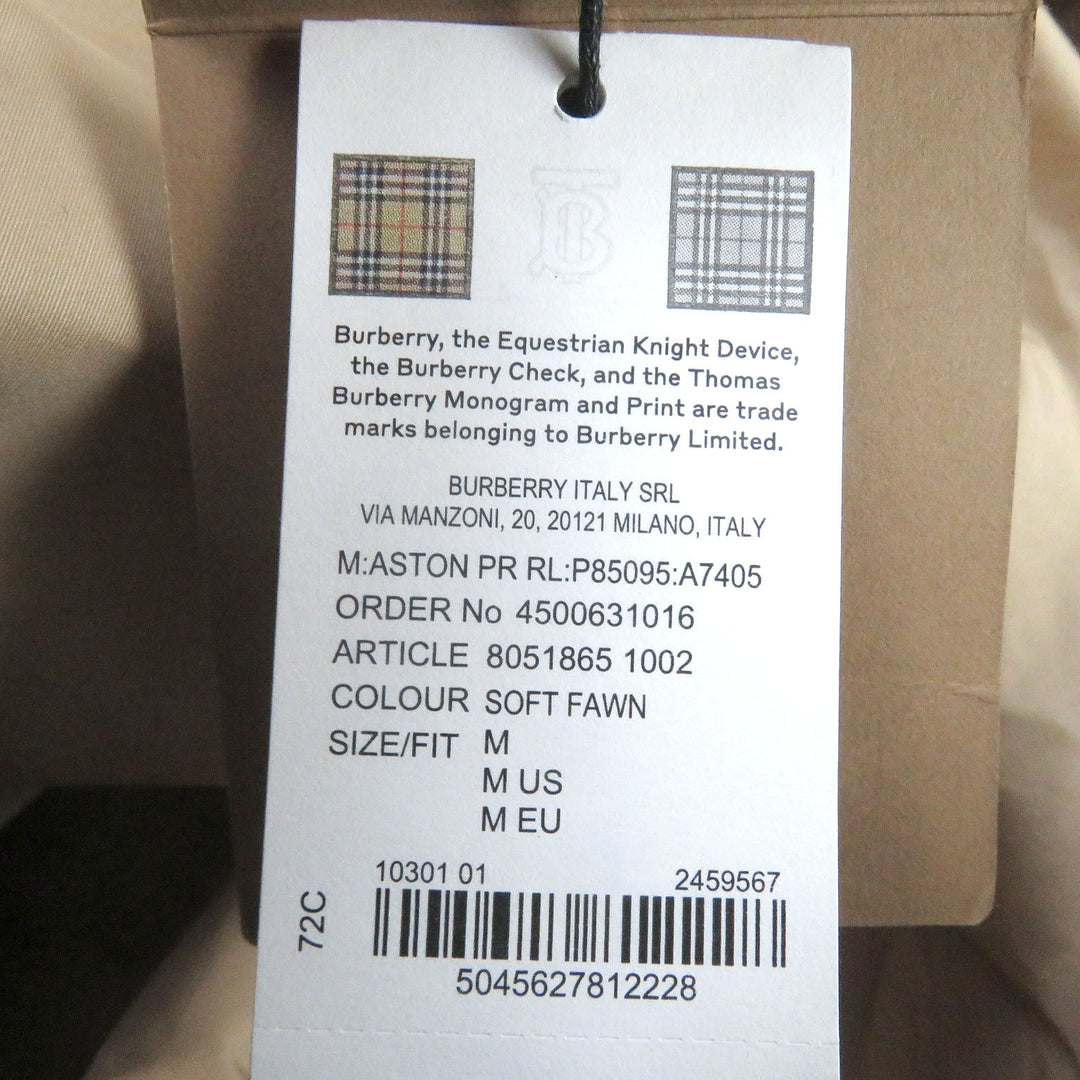 Burberry, the Equestrian Knight Device,
the Burberry Check, and the Thomas
Burberry Monogram and Print are trade
marks belonging to Burberry Limited.
BURBERRY ITALY SRL
VIA MANZONI, 20, 20121 MILANO, ITALY
M:ASTON PR RL:P85095:A7405
ORDER No 4500631016
ARTICLE 8051865 1002
COLOUR SOFT FAWN
SIZE/FIT M
M US
M EU
10301 01 2459567
72C
5045627812228